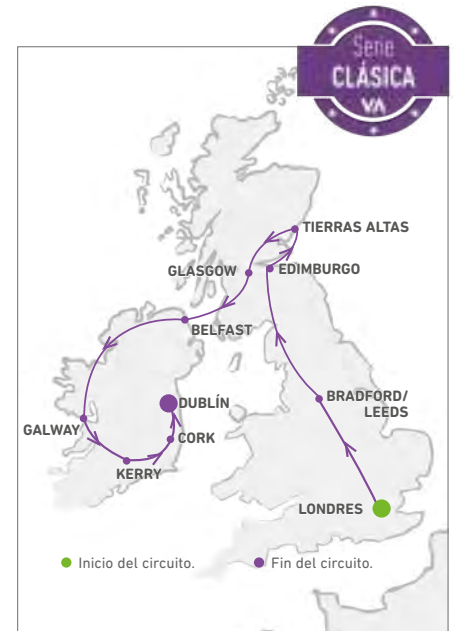 Serie
CLÁSICA
VA
TIERRAS ALTAS
GLASGOW
EDIMBURGO
BELFAST
BRADFORD/
LEEDS
DUBLÍN
GALWAY
CORK
KERRY
LONDRES
Inicio del circuito.
Fin del circuito.